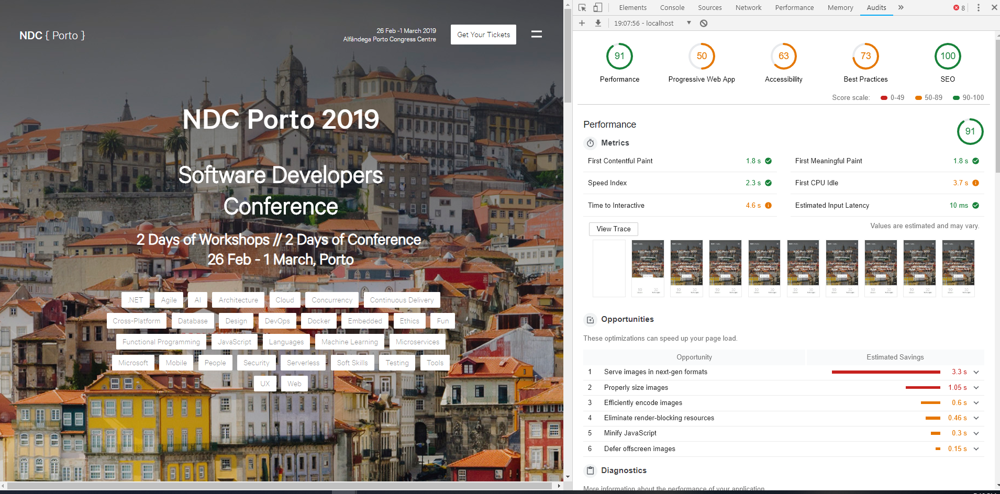 NDC { Porto }
26 Feb -1 March 2019
Alfândega Porto Congress Centre
Get Your Tickets
NDC Porto 2019
Software Developers
Conference
2 Days of Workshops // 2 Days of Conference
26 Feb - 1 March, Porto
.NET Agile AI Architecture Cloud Concurrency Continuous Delivery
Cross-Platform Database Design DevOps Docker Embedded Ethics Fun
Functional Programming JavaScript Languages Machine Learning Microservices
Microsoft Mobile People Security Serverless Soft Skills Testing Tools
UX Web
Elements Console Sources Network Performance Memory Audits » 8
19:07:56 - localhost
91 50 63 73 100
Performance Progressive Web App Accessibility Best Practices SEO
Score scale: 0-49 50-89 90-100
Performance 91
Metrics
First Contentful Paint 1.8 s First Meaningful Paint 1.8 s
Speed Index 2.3 s First CPU Idle 3.7 s
Time to Interactive 4.6 s Estimated Input Latency 10 ms
View Trace Values are estimated and may vary.
Opportunities
These optimizations can speed up your page load.
Opportunity Estimated Savings
1 Serve images in next-gen formats 3.3 s
2 Properly size images 1.05 s
3 Efficiently encode images 0.6 s
4 Eliminate render-blocking resources 0.46 s
5 Minify JavaScript 0.3 s
6 Defer offscreen images 0.15 s
Diagnostics
More information about the performance of your application.